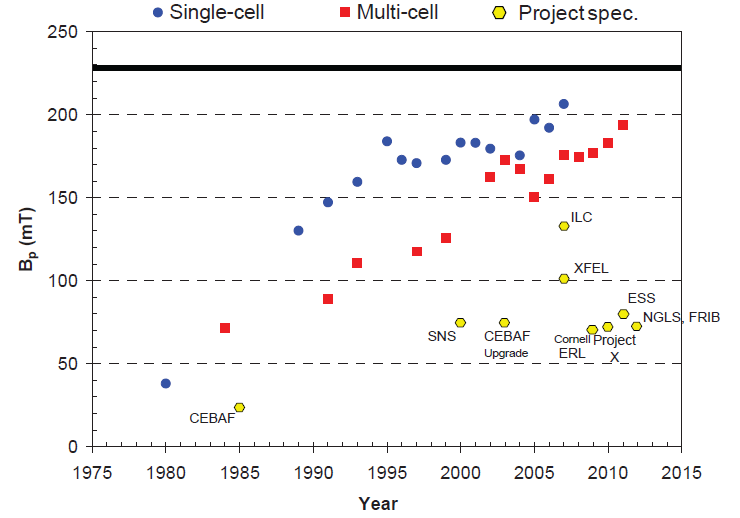 Single-cell Multi-cell Project spec.
250
200
150
100
50
0
Bp (mT)
ILC
XFEL
ESS
NGLS, FRIB
SNS
CEBAF
Upgrade
Cornell
ERL
Project
X
CEBAF
1975 1980 1985 1990 1995 2000 2005 2010 2015
Year